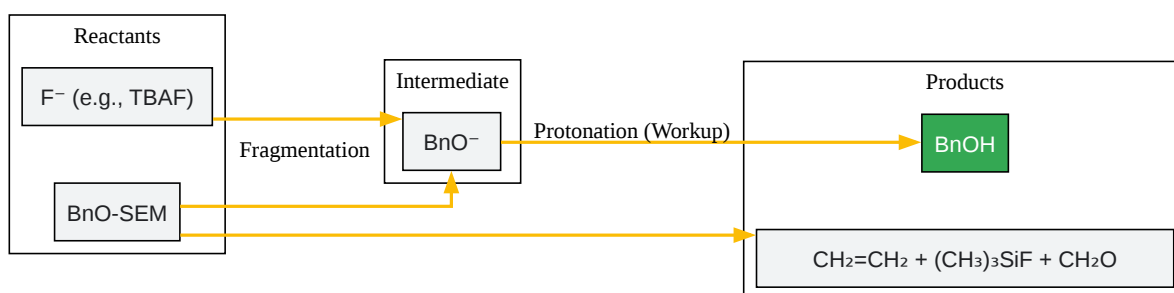 Reactants
F⁻ (e.g., TBAF)
BnO-SEM
Fragmentation
Intermediate
BnO⁻
Protonation (Workup)
Products
BnOH
CH₂=CH₂ + (CH₃)₃SiF + CH₂O